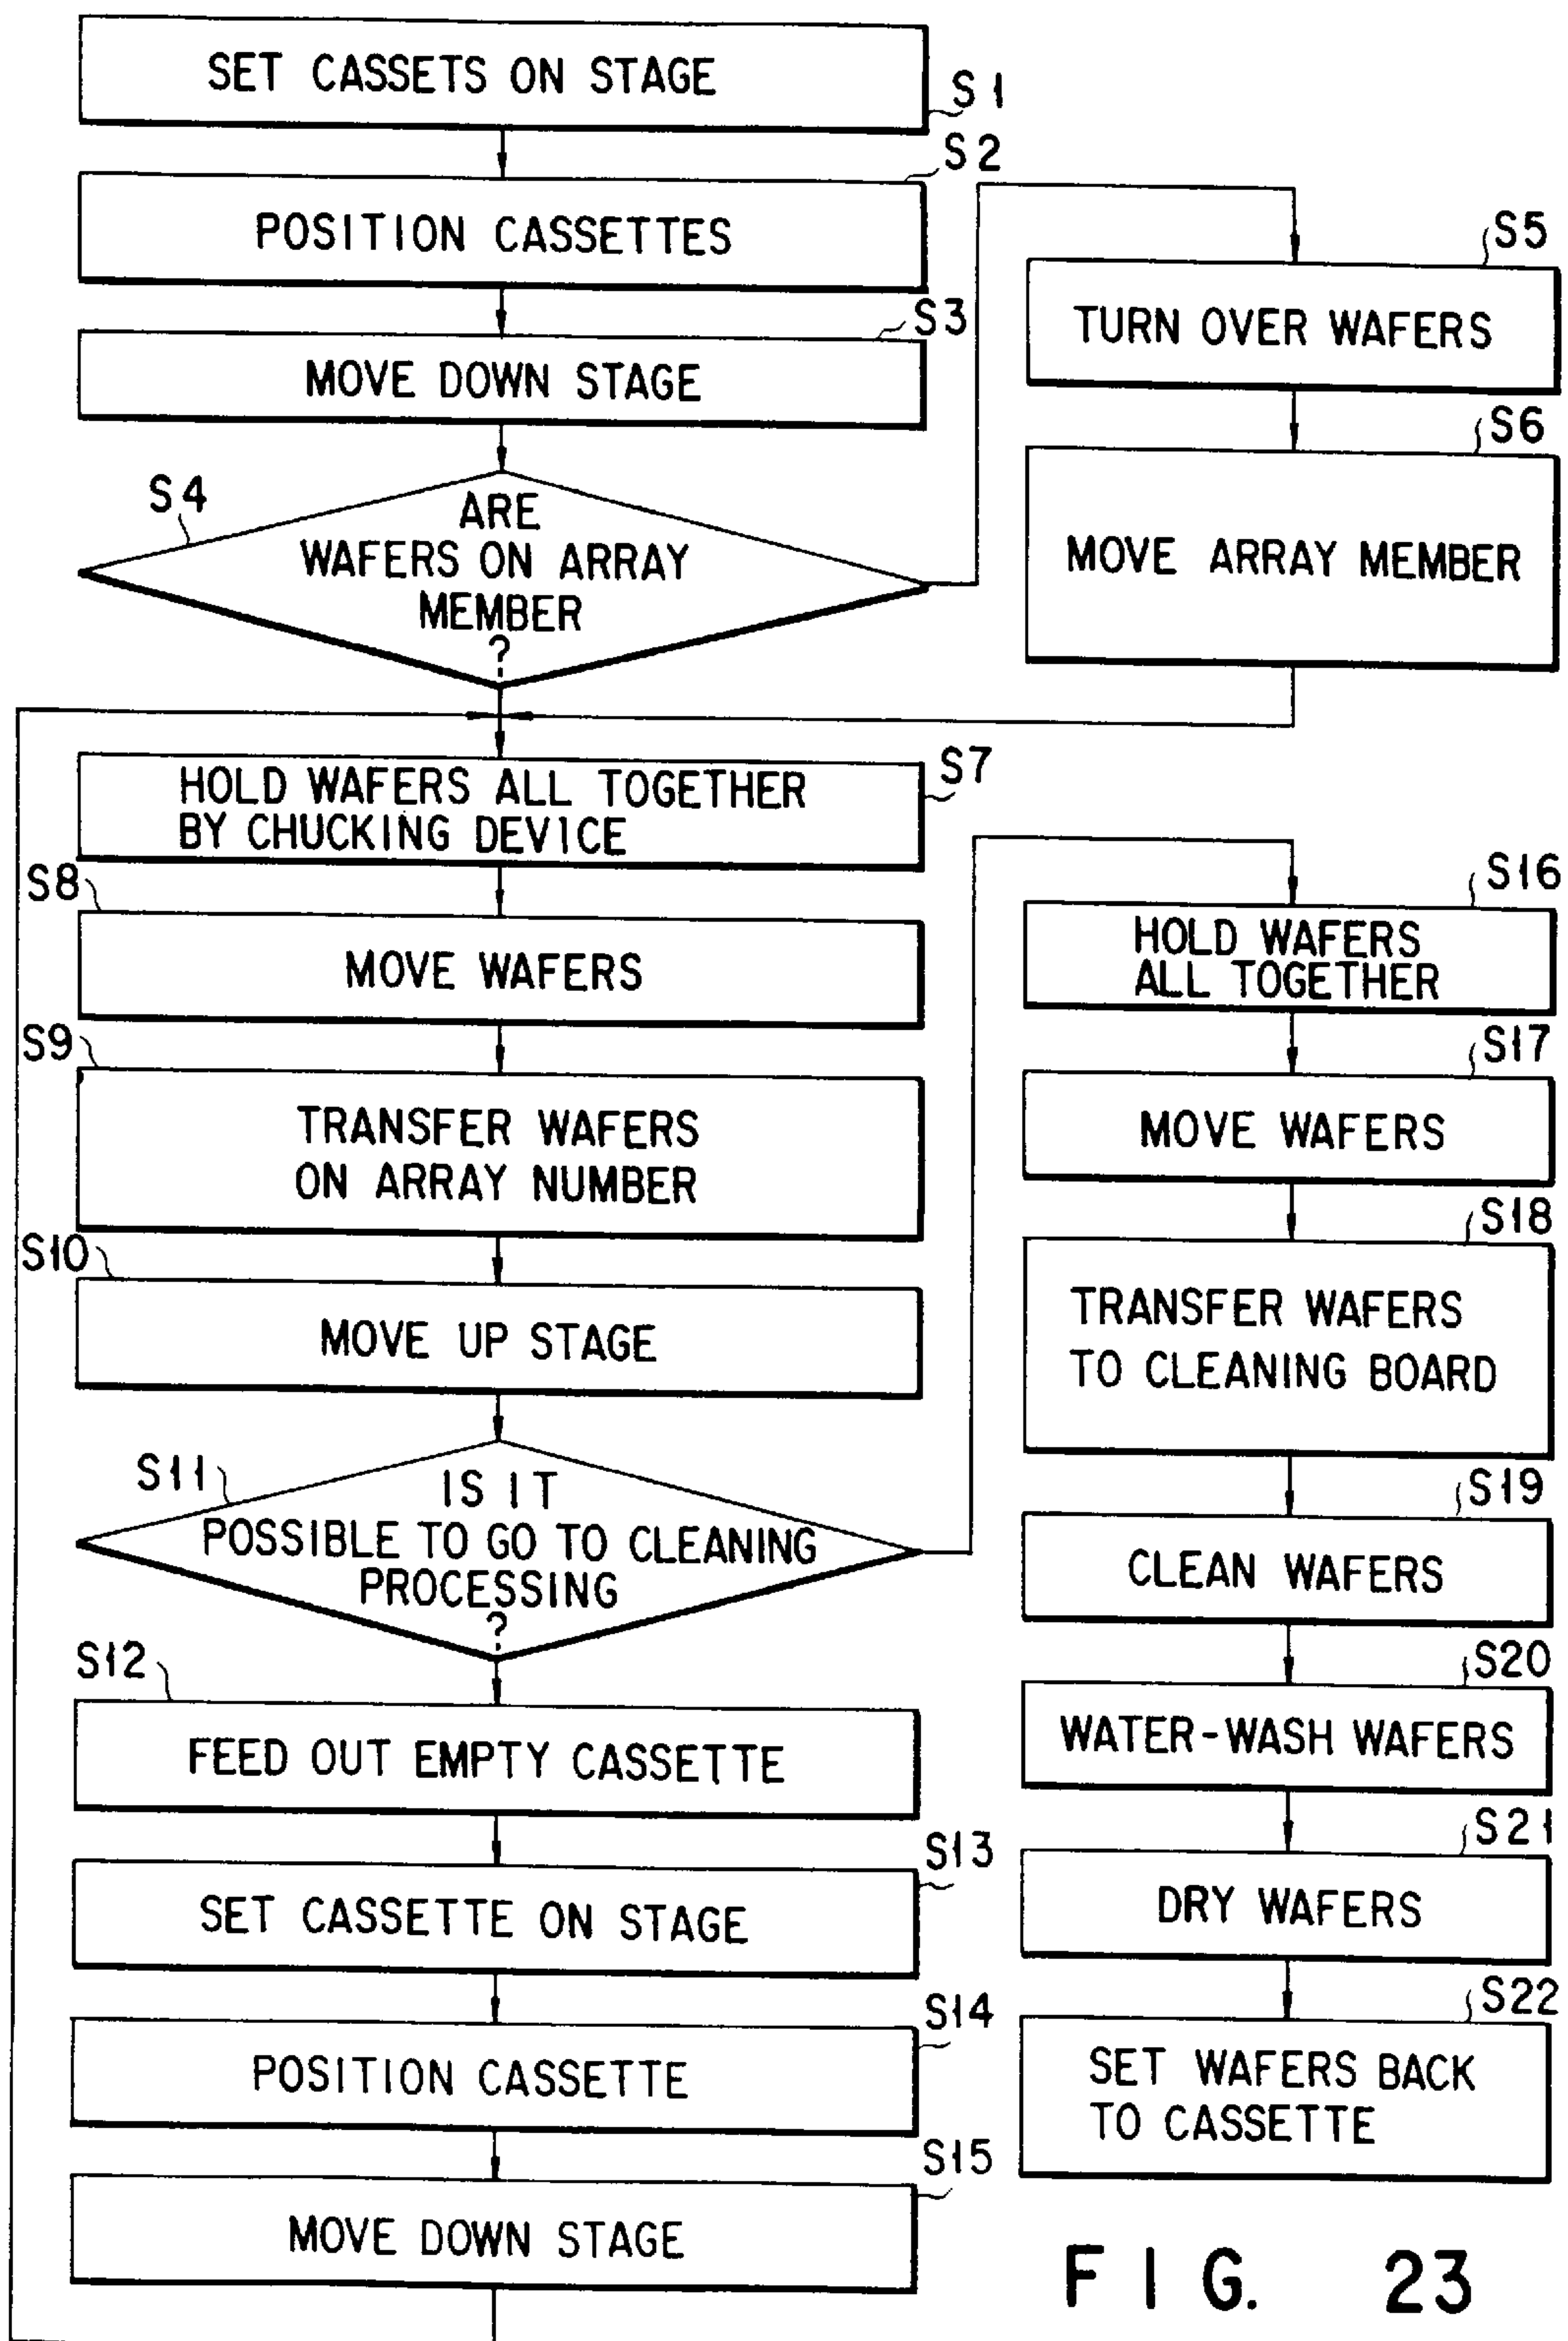 SET CASSETS ON STAGE
S1
S2
POSITION CASSETTES
S3
MOVE DOWN STAGE
S4
ARE
WAFERS ON ARRAY
MEMBER
?
S5
TURN OVER WAFERS
S6
MOVE ARRAY MEMBER
S7
HOLD WAFERS ALL TOGETHER
BY CHUCKING DEVICE
S8
MOVE WAFERS
S9
TRANSFER WAFERS
ON ARRAY NUMBER
S10
MOVE UP STAGE
S11
IS IT
POSSIBLE TO GO TO CLEANING
PROCESSING
?
S12
FEED OUT EMPTY CASSETTE
S13
SET CASSETTE ON STAGE
S14
POSITION CASSETTE
S15
MOVE DOWN STAGE
S16
HOLD WAFERS
ALL TOGETHER
S17
MOVE WAFERS
S18
TRANSFER WAFERS
TO CLEANING BOARD
S19
CLEAN WAFERS
S20
WATER-WASH WAFERS
S21
DRY WAFERS
S22
SET WAFERS BACK
TO CASSETTE
FIG. 23